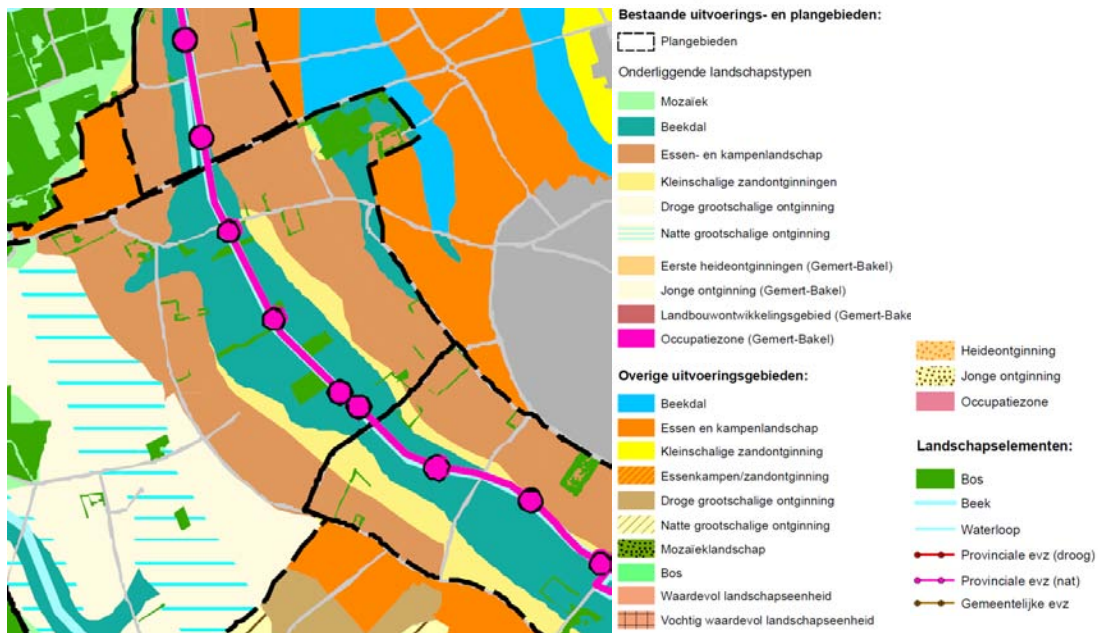 Bestaande uitvoerings- en plangebieden:
Plangebieden
Onderliggende landschapstypen
Mozaïek
Beekdal
Essen- en kampenlandschap
Kleinschalige zandontginningen
Droge grootschalige ontginning
Natte grootschalige ontginning
Eerste heideontginningen (Gemert-Bakel)
Jonge ontginning (Gemert-Bakel)
Landbouwontwikkelingsgebied (Gemert-Bake
Occupatiezone (Gemert-Bakel)
Overige uitvoeringsgebieden:
Beekdal
Essen en kampenlandschap
Kleinschalige zandontginning
Essenkampen/zandontginning
Droge grootschalige ontginning
Natte grootschalige ontginning
Mozaïeklandschap
Bos
Waardevol landschapseenheid
Vochtig waardevol landschapseenheid
Heideontginning
Jonge ontginning
Occupatiezone
Landschapselementen:
Bos
Beek
Waterloop
Provinciale evz (droog)
Provinciale evz (nat)
Gemeentelijke evz